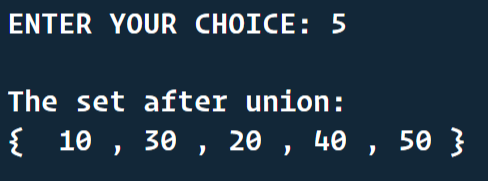 ENTER YOUR CHOICE: 5
The set after union:
{  10 , 30 , 20 , 40 , 50 }